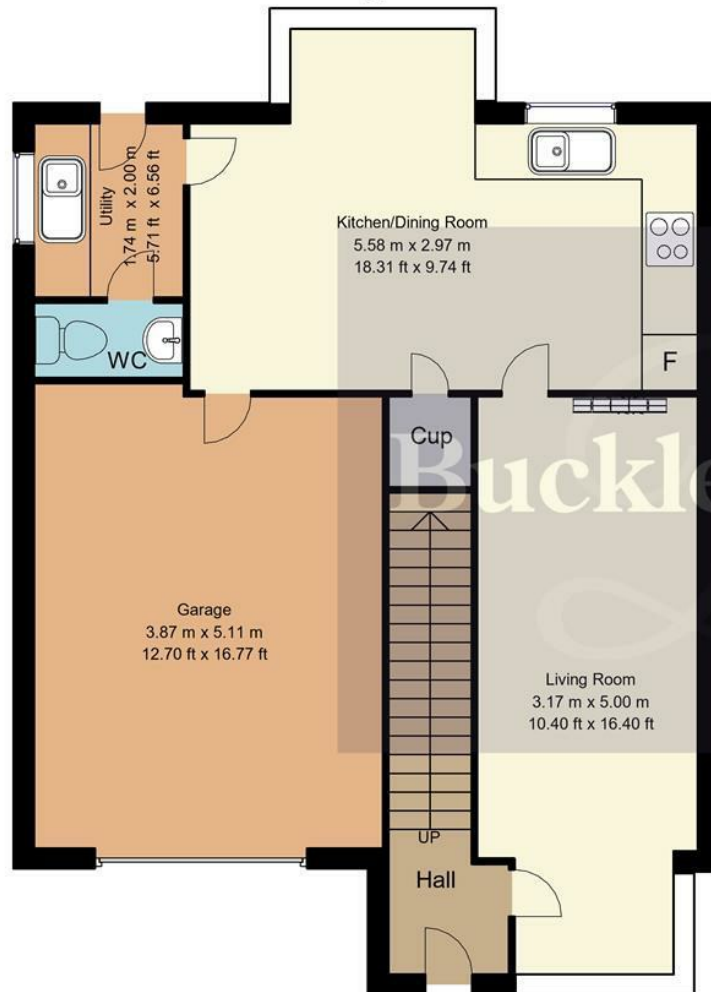 Kitchen/Dining Room
5.58 m x 2.97 m
18.31 ft x 9.74 ft
Utility
1.74 m x 2.00 m
5.71 ft x 6.56 ft
WC
F
Cup
Buckle
Garage
3.87 m x 5.11 m
12.70 ft x 16.77 ft
Living Room
3.17 m x 5.00 m
10.40 ft x 16.40 ft
UP
Hall